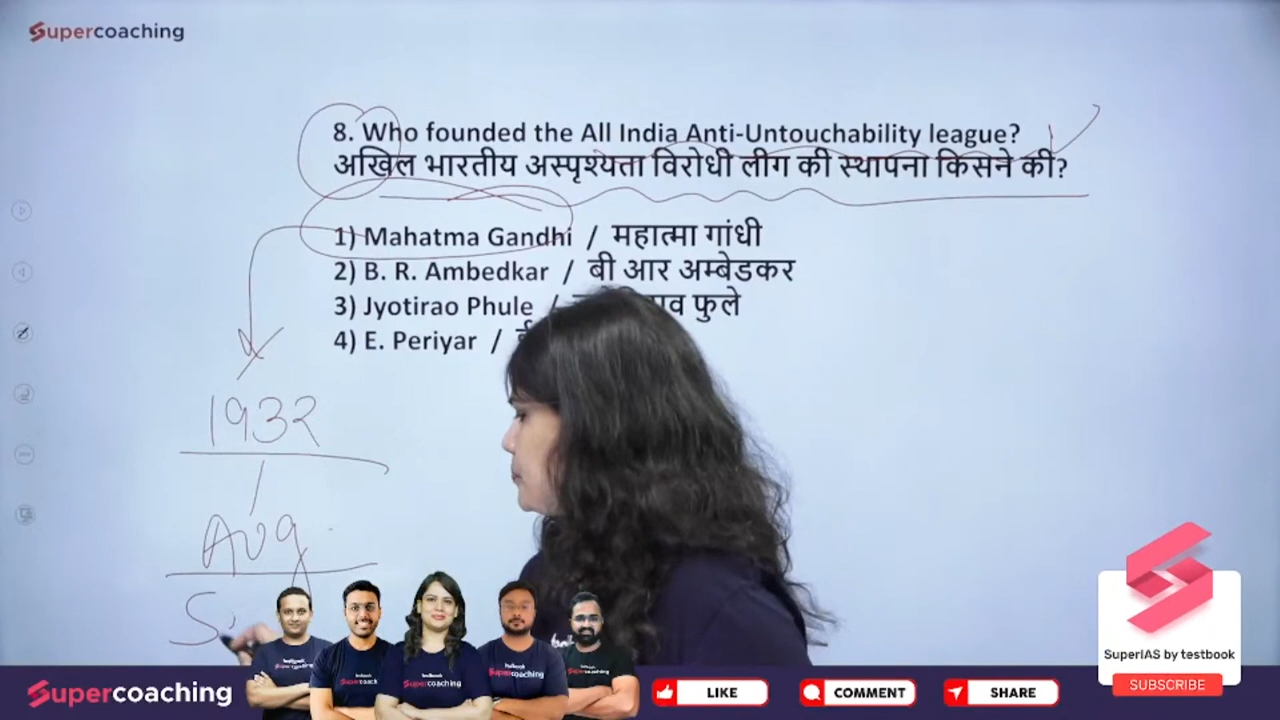 Supercoaching
8. Who founded the All India Anti-Untouchability league?
अखिल भारतीय अस्पृश्यता विरोधी लीग की स्थापना किसने की?
1) Mahatma Gandhi / महात्मा गांधी
2) B. R. Ambedkar / बी आर अम्बेडकर
3) Jyotirao Phule / फुले
4) E. Periyar /
1932
Aug
S
Supercoaching
LIKE
COMMENT
SHARE
SuperIAS by testbook
SUBSCRIBE